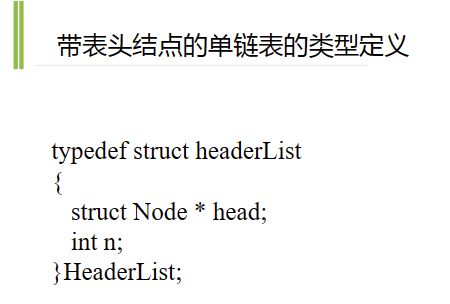 带表头结点的单链表的类型定义
typedef struct headerList
{
struct Node * head;
int n;
}HeaderList;